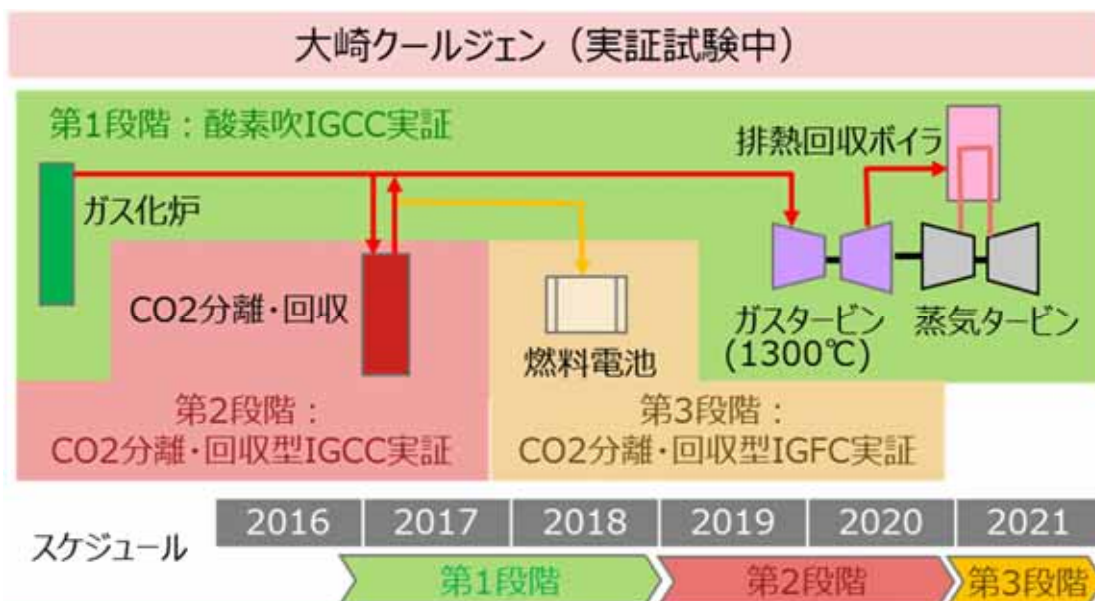 大崎クールジェン（実証試験中）
第1段階：酸素吹IGCC実証
排熱回収ボイラ
ガス化炉
CO2分離･回収
燃料電池
ガスタービン
(1300℃)
蒸気タービン
第2段階：
CO2分離･回収型IGCC実証
第3段階：
CO2分離･回収型IGFC実証
スケジュール
2016 2017 2018 2019 2020 2021
第1段階 第2段階 第3段階